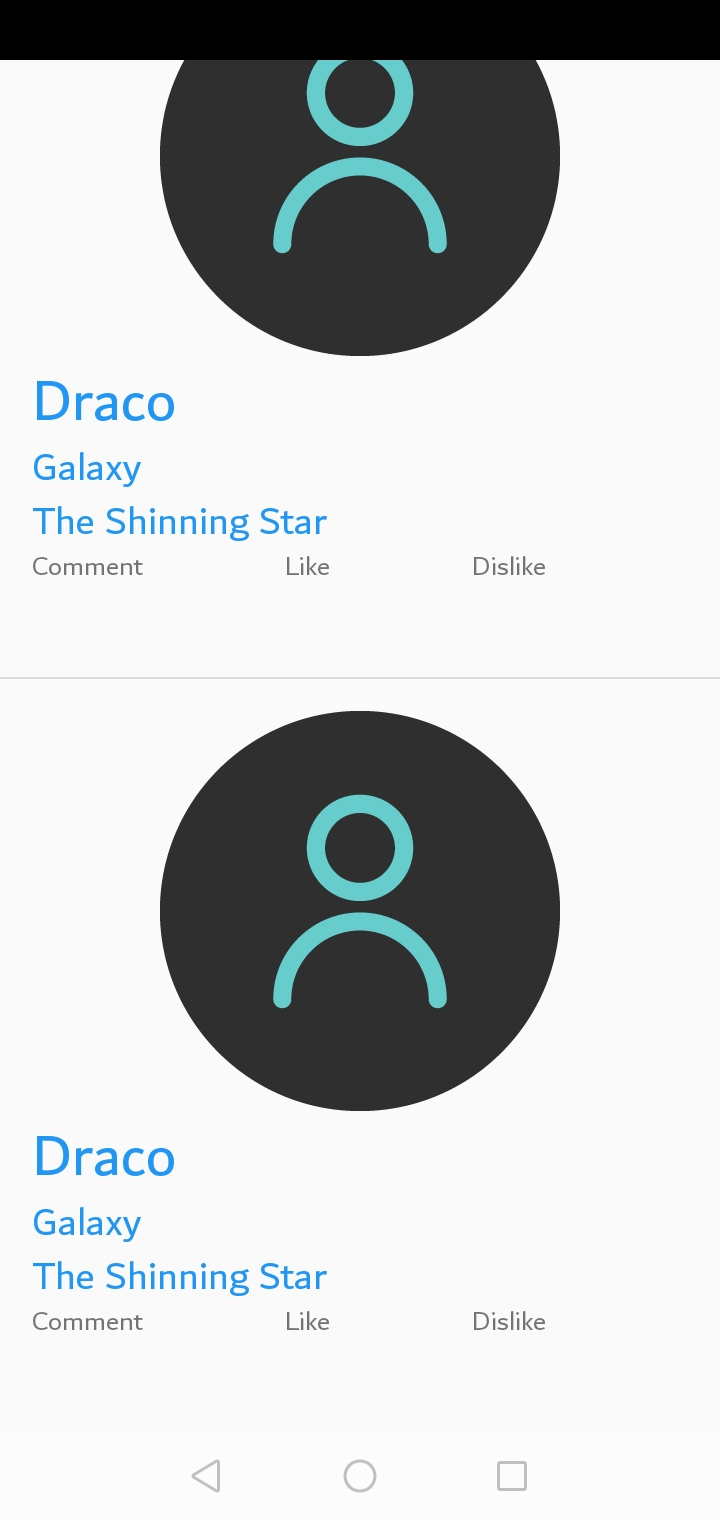 Draco
Galaxy
The Shinning Star
Comment Like Dislike
Draco
Galaxy
The Shinning Star
Comment Like Dislike